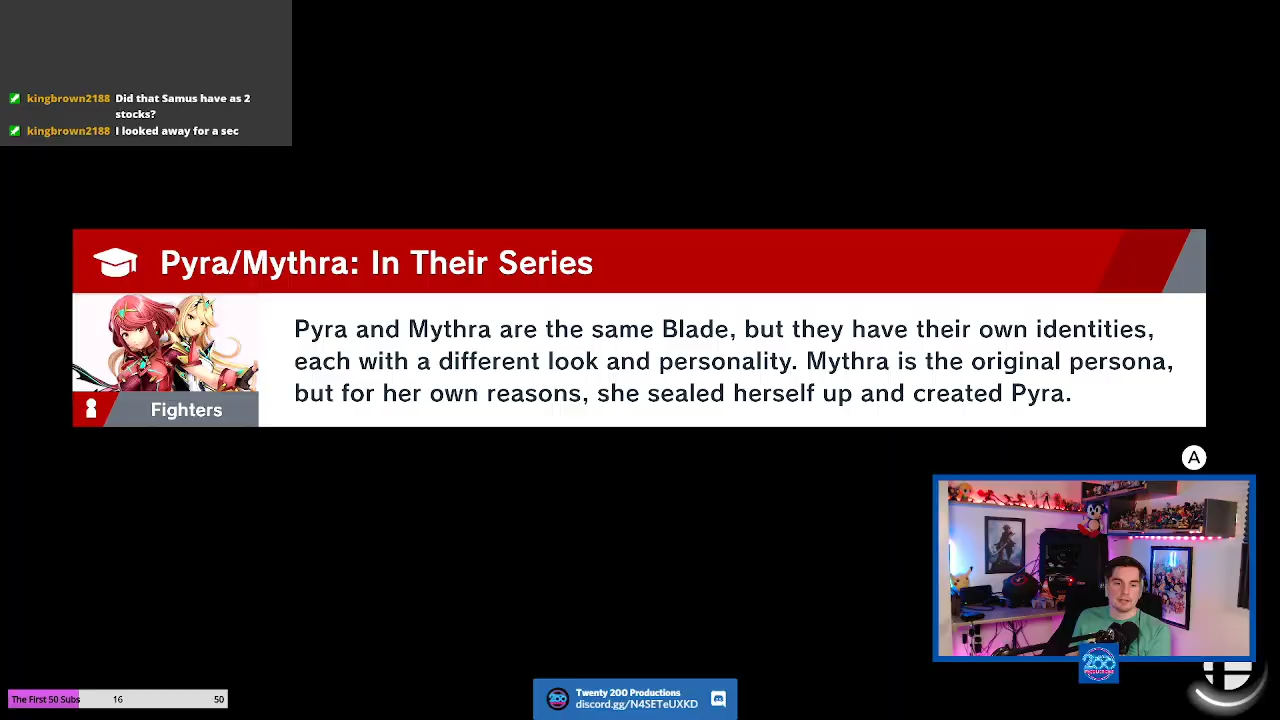 kingbrown2188 Did that Samus have as 2
stocks?
kingbrown2188 I looked away for a sec
Pyra/Mythra: In Their Series
Pyra and Mythra are the same Blade, but they have their own identities,
each with a different look and personality. Mythra is the original persona,
but for her own reasons, she sealed herself up and created Pyra.
Fighters
A
200
PRODUCTIONS
The First 50 Subs 16 50
200
Twenty 200 Productions
discord.gg/N4SETeUXKD